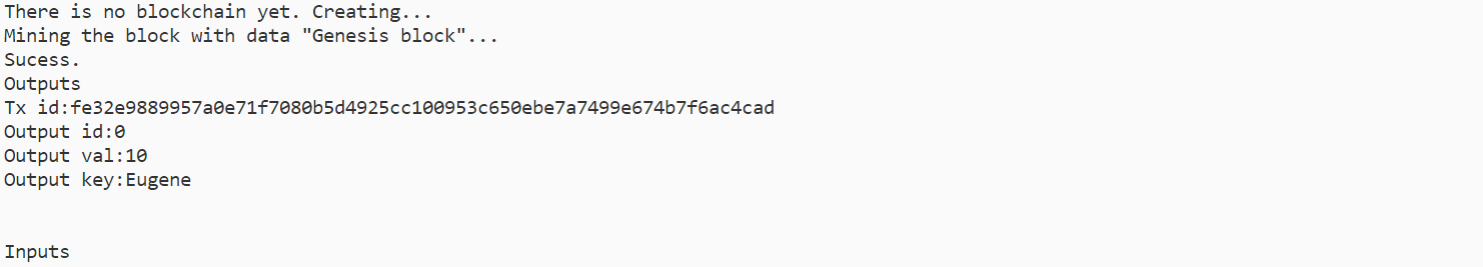 There is no blockchain yet. Creating...
Mining the block with data "Genesis block"...
Sucess.
Outputs
Tx id:fe32e9889957a0e71f7080b5d4925cc100953c650ebe7a7499e674b7f6ac4cad
Output id:0
Output val:10
Output key:Eugene
Inputs